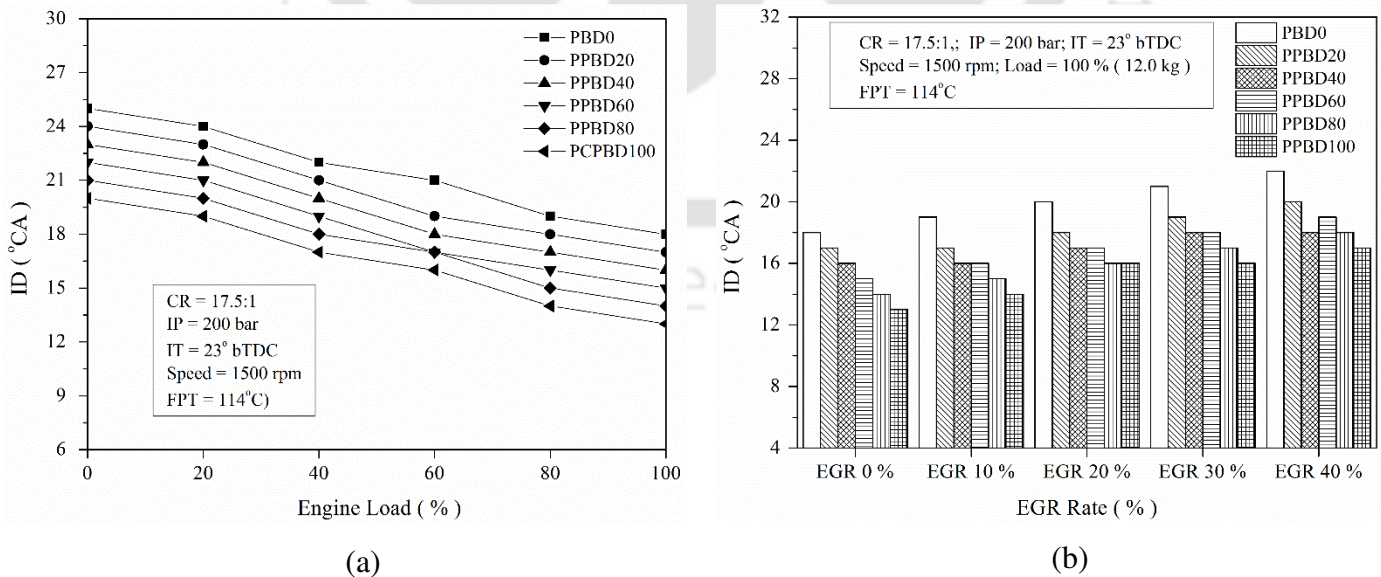 30
27
24
21
18
15
12
9
6
ID ( °CA)
0
20
40
60
80
100
Engine Load ( % )
PBD0
PPBD20
PPBD40
PPBD60
PPBD80
PCPBD100
CR = 17.5:1
IP = 200 bar
IT = 23° bTDC
Speed = 1500 rpm
FPT = 114°C)
(a)
32
28
24
20
16
12
8
4
ID ( °CA)
CR = 17.5:1,; IP = 200 bar; IT = 23° bTDC
Speed = 1500 rpm; Load = 100 % ( 12.0 kg )
FPT = 114°C
PBD0
PPBD20
PPBD40
PPBD60
PPBD80
PPBD100
EGR 0 %
EGR 10 %
EGR 20 %
EGR 30 %
EGR 40 %
EGR Rate ( % )
(b)